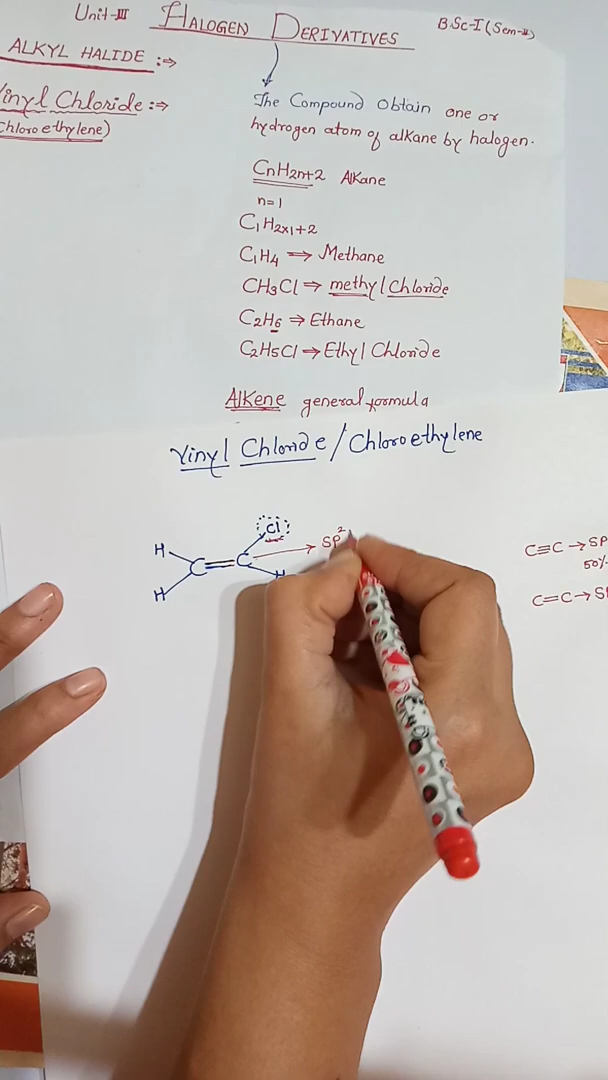 Unit-III HALOGEN DERIVATIVES B.Sc-I (Sem-II)
ALKYL HALIDE :⇒
Vinyl Chloride :⇒
Chloroethylene)
The Compound Obtain one or
hydrogen atom of alkane by halogen.
CnH2n+2 Alkane
n=1
C1H2x1+2
C1H4 ⇒ Methane
CH3Cl ⇒ methyl Chloride
C2H6 ⇒ Ethane
C2H5Cl ⇒ Ethyl Chloride
Alkene general formula
Vinyl Chloride / Chloroethylene
Cl
H C=C → SP2
H H
C≡C → SP
50%
C=C → SP